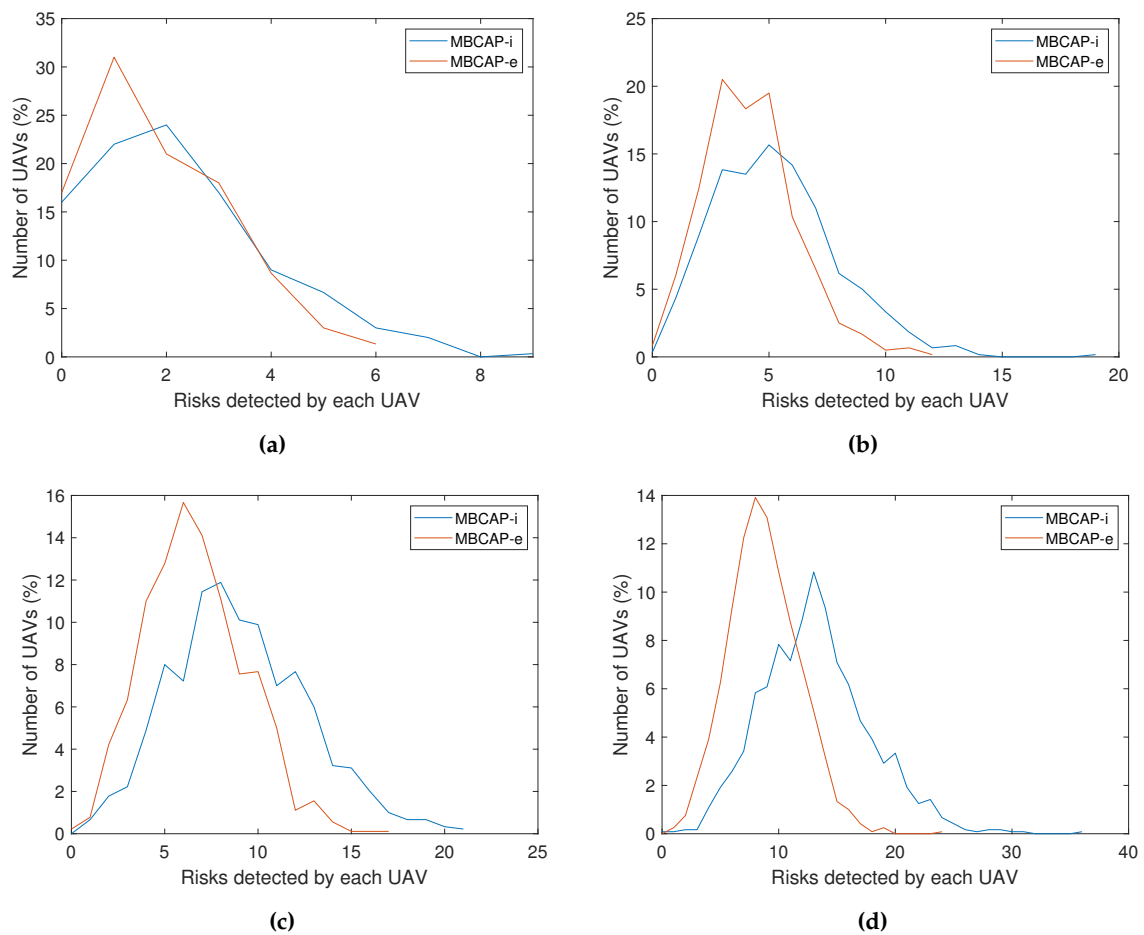 35
30
25
20
15
10
5
0
Number of UAVs (%)
MBCAP-i
MBCAP-e
0 2 4 6 8
Risks detected by each UAV
(a)
25
20
15
10
5
0
Number of UAVs (%)
MBCAP-i
MBCAP-e
0 5 10 15 20
Risks detected by each UAV
(b)
16
14
12
10
8
6
4
2
0
Number of UAVs (%)
MBCAP-i
MBCAP-e
0 5 10 15 20 25
Risks detected by each UAV
(c)
14
12
10
8
6
4
2
0
Number of UAVs (%)
MBCAP-i
MBCAP-e
0 10 20 30 40
Risks detected by each UAV
(d)